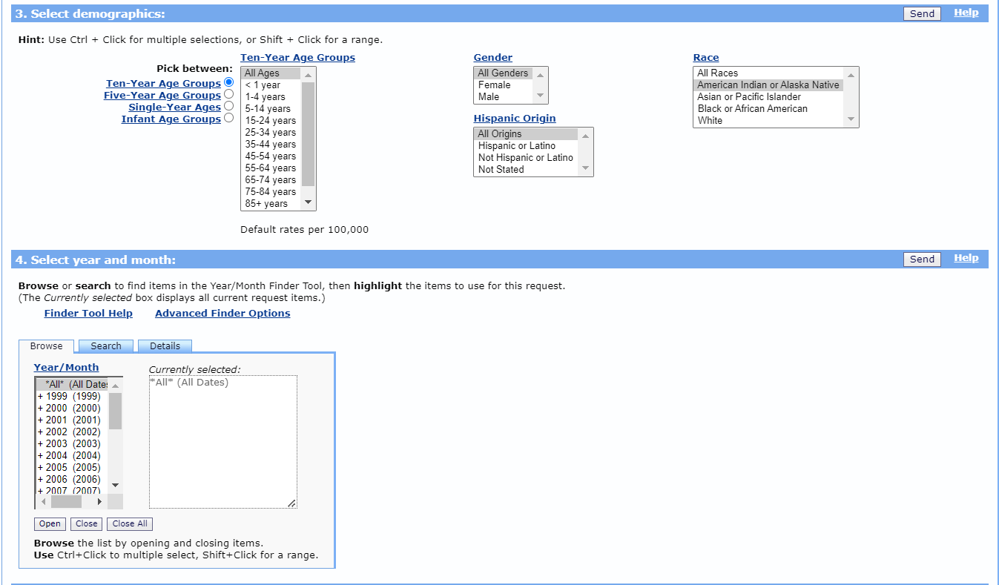 3. Select demographics:
Send
Help
Hint: Use Ctrl + Click for multiple selections, or Shift + Click for a range.
Pick between:
Ten-Year Age Groups
Five-Year Age Groups
Single-Year Ages
Infant Age Groups
Ten-Year Age Groups
All Ages
< 1 year
1-4 years
5-14 years
15-24 years
25-34 years
35-44 years
45-54 years
55-64 years
65-74 years
75-84 years
85+ years
Default rates per 100,000
Gender
All Genders
Female
Male
Hispanic Origin
All Origins
Hispanic or Latino
Not Hispanic or Latino
Not Stated
Race
All Races
American Indian or Alaska Native
Asian or Pacific Islander
Black or African American
White
4. Select year and month:
Send
Help
Browse or search to find items in the Year/Month Finder Tool, then highlight the items to use for this request.
(The Currently selected box displays all current request items.)
Finder Tool Help
Advanced Finder Options
Browse
Search
Details
Year/Month
*All* (All Dates
+ 1999 (1999)
+ 2000 (2000)
+ 2001 (2001)
+ 2002 (2002)
+ 2003 (2003)
+ 2004 (2004)
+ 2005 (2005)
+ 2006 (2006)
+ 2007 (2007)
Currently selected:
*All* (All Dates)
Open
Close
Close All
Browse the list by opening and closing items.
Use Ctrl+Click to multiple select, Shift+Click for a range.